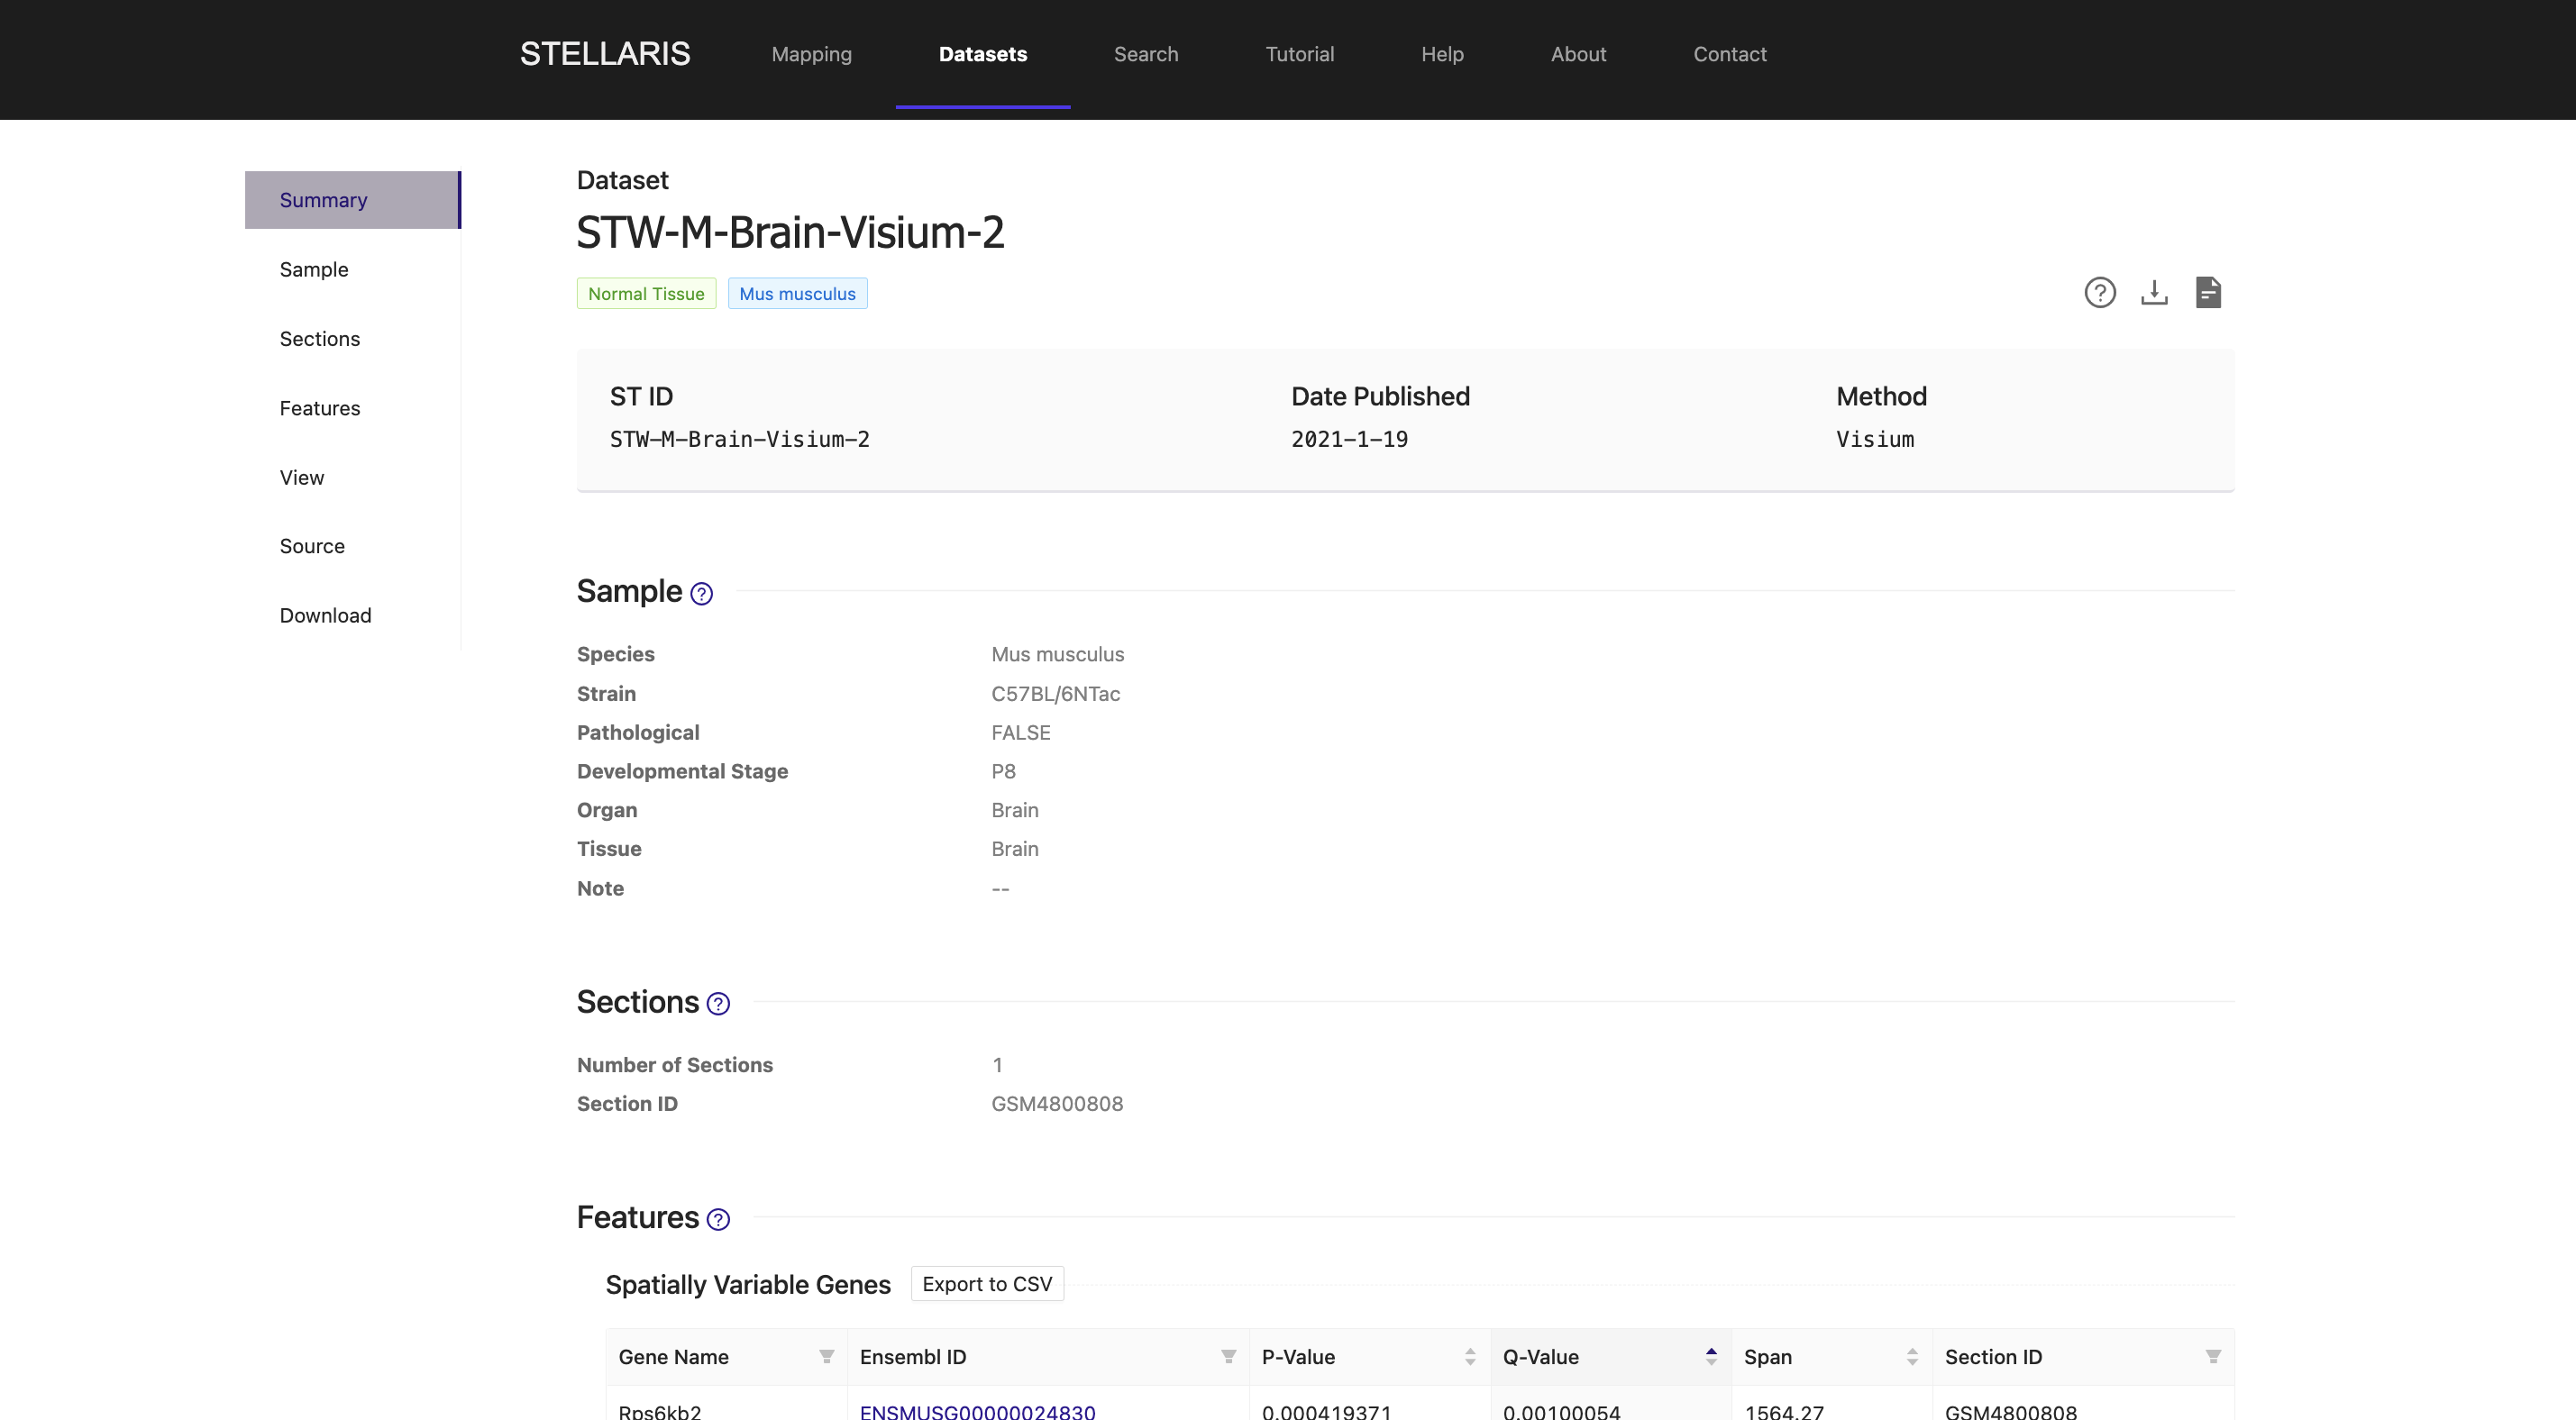 STELLARIS Mapping Datasets Search Tutorial Help About Contact
Summary
Sample
Sections
Features
View
Source
Download
Dataset
STW-M-Brain-Visium-2
Normal Tissue Mus musculus
ST ID Date Published Method
STW-M-Brain-Visium-2 2021-1-19 Visium
Sample
Species Mus musculus
Strain C57BL/6NTac
Pathological FALSE
Developmental Stage P8
Organ Brain
Tissue Brain
Note --
Sections
Number of Sections 1
Section ID GSM4800808
Features
Spatially Variable Genes Export to CSV
Gene Name Ensembl ID P-Value Q-Value Span Section ID
Rps6kb2 ENSMUSG00000024830 0.000419371 0.00100054 1564.27 GSM4800808